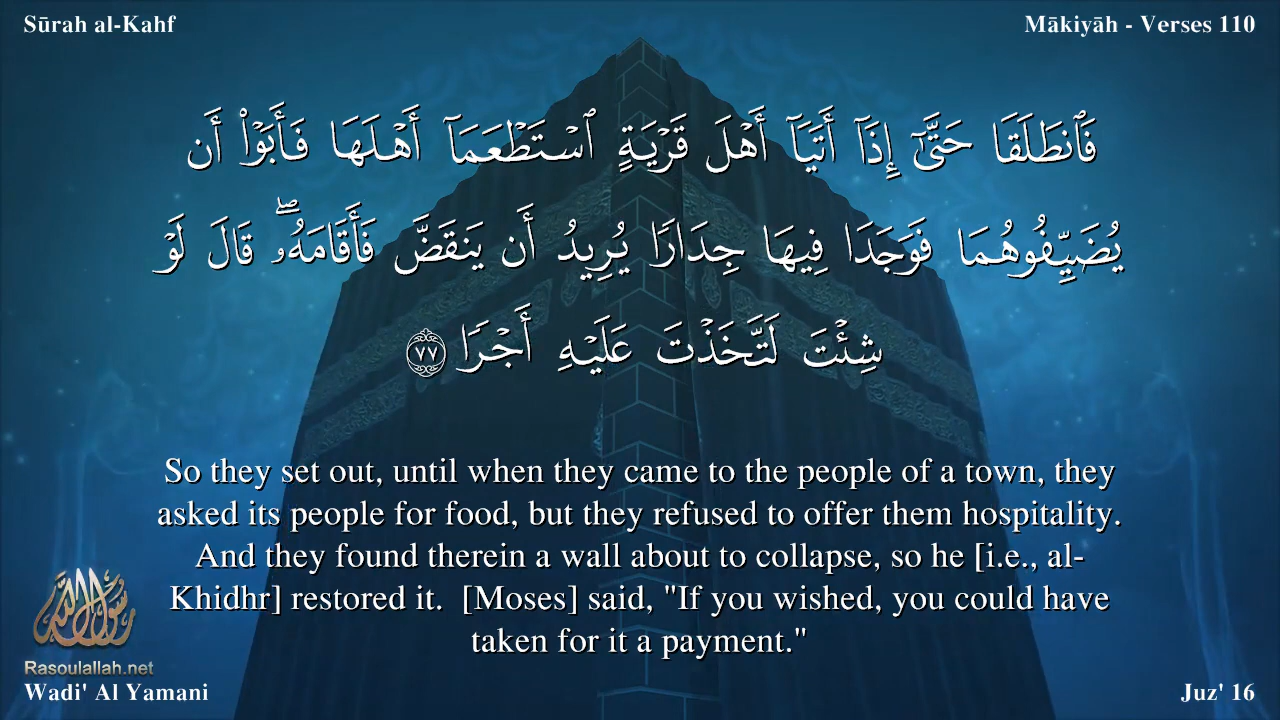 Sūrah al-Kahf
Mākiyāh - Verses 110
فَٱنطَلَقَا حَتَّىٰٓ إِذَآ أَتَيَآ أَهْلَ قَرْيَةٍ ٱسْتَطْعَمَآ أَهْلَهَا فَأَبَوْا۟ أَن
يُضَيِّفُوهُمَا فَوَجَدَا فِيهَا جِدَارًا يُرِيدُ أَن يَنقَضَّ فَأَقَامَهُۥ ۖ قَالَ لَوْ
شِئْتَ لَتَّخَذْتَ عَلَيْهِ أَجْرًا ٧٧
So they set out, until when they came to the people of a town, they
asked its people for food, but they refused to offer them hospitality.
And they found therein a wall about to collapse, so he [i.e., al-
Khidhr] restored it.  [Moses] said, "If you wished, you could have
taken for it a payment."
رسول الله
Rasoulallah.net
Wadi' Al Yamani
Juz' 16